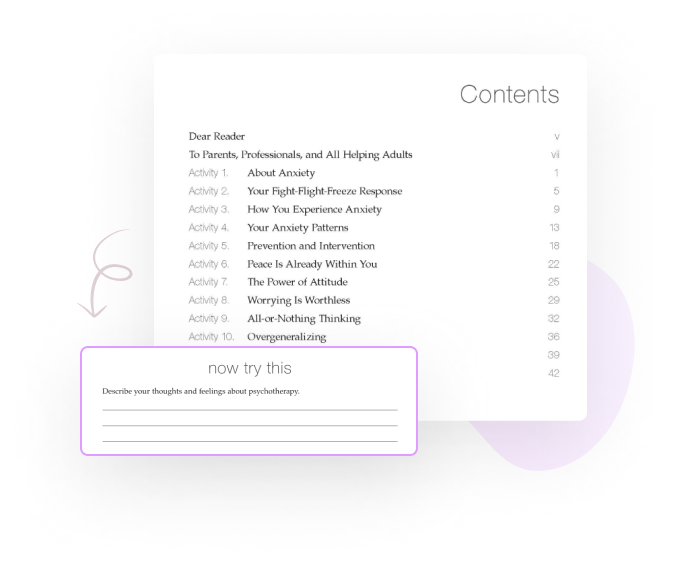 Contents
Dear Reader v
To Parents, Professionals, and All Helping Adults vii
Activity 1. About Anxiety 1
Activity 2. Your Fight-Flight-Freeze Response 5
Activity 3. How You Experience Anxiety 9
Activity 4. Your Anxiety Patterns 13
Activity 5. Prevention and Intervention 18
Activity 6. Peace Is Already Within You 22
Activity 7. The Power of Attitude 25
Activity 8. Worrying Is Worthless 29
Activity 9. All-or-Nothing Thinking 32
Activity 10. Overgeneralizing 36
39
42
now try this
Describe your thoughts and feelings about psychotherapy.